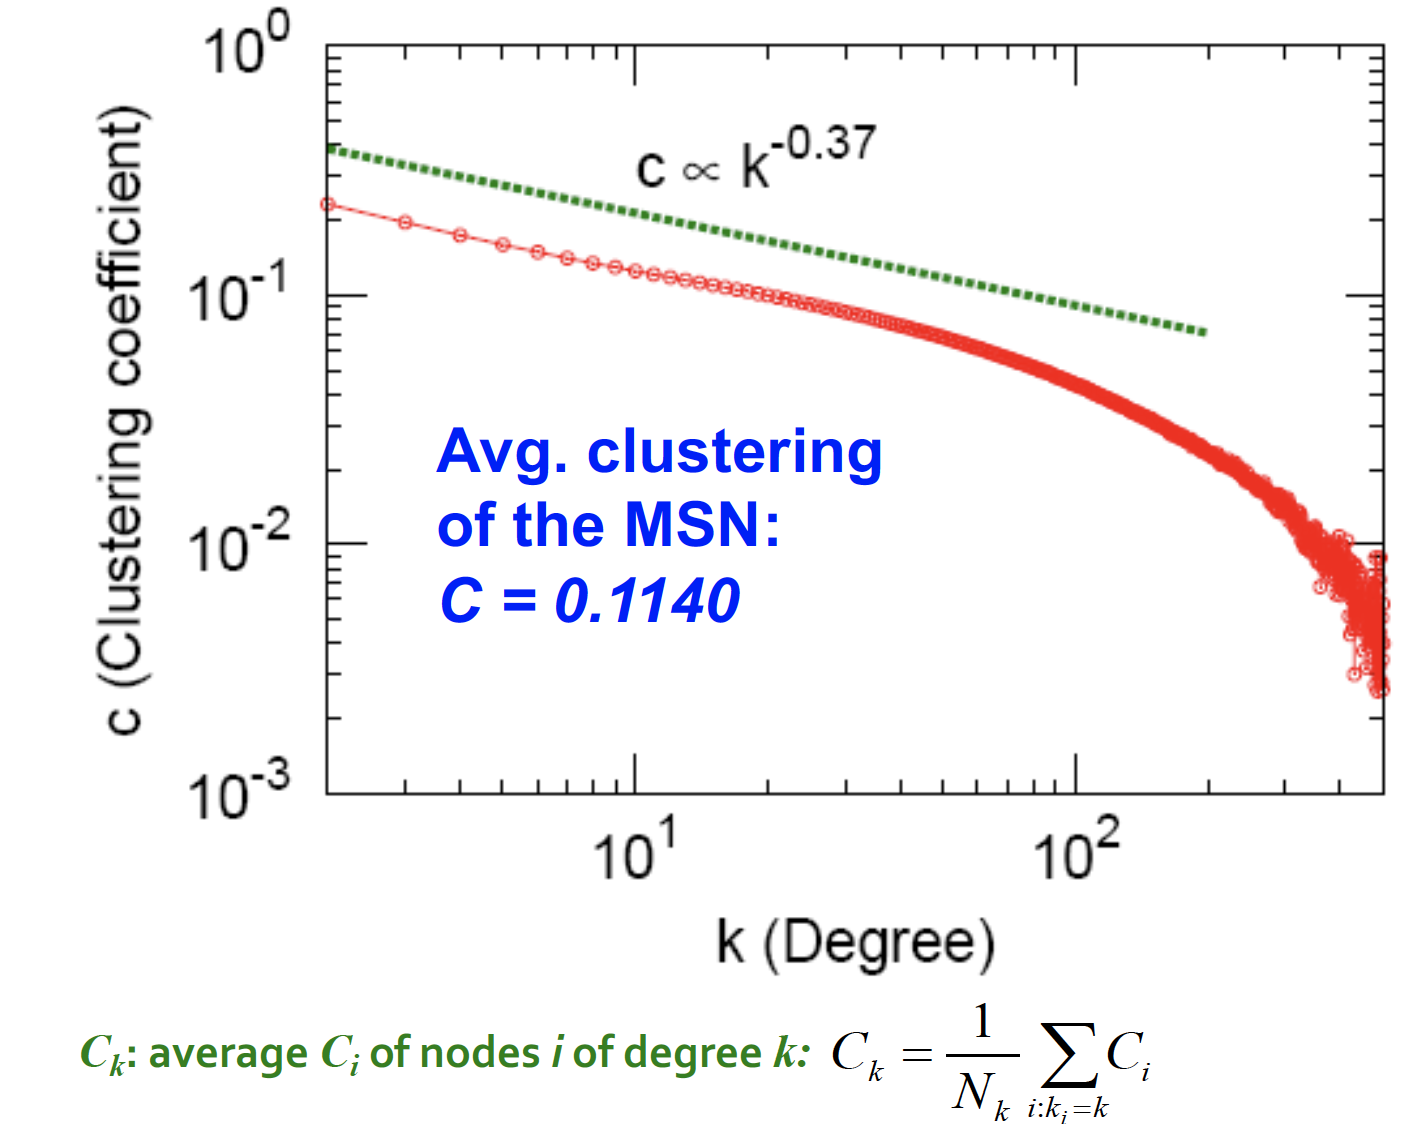 10^0
c ∝ k^-0.37
10^-1
Avg. clustering
of the MSN:
C = 0.1140
10^-2
10^-3
c (Clustering coefficient)
10^1 10^2
k (Degree)
C_k: average C_i of nodes i of degree k: C_k = 1/N_k ∑_{i:k_i=k} C_i